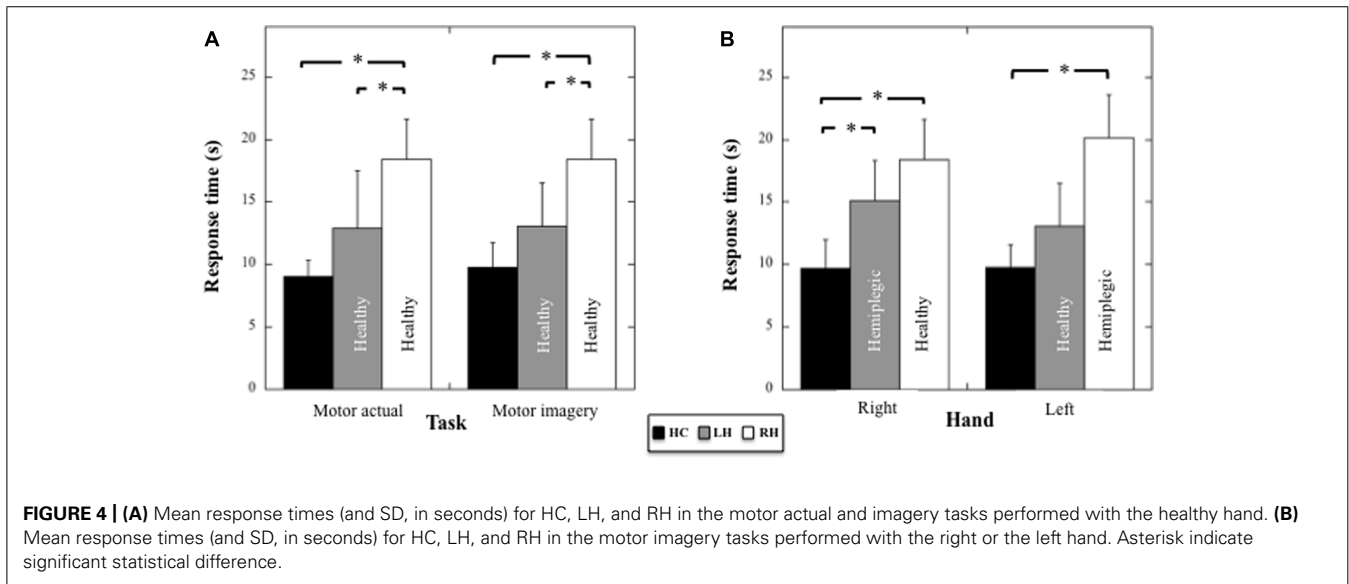 A
B
* *
* *
*
*
*
25 25
20 20
15 15
10 10
5 5
0 0
Response time (s)
Response time (s)
Healthy
Healthy
Healthy
Healthy
Hemiplegic
Healthy
Healthy
Hemiplegic
Motor actual Motor imagery
Task
Right Left
Hand
HC LH RH
FIGURE 4 | (A) Mean response times (and SD, in seconds) for HC, LH, and RH in the motor actual and imagery tasks performed with the healthy hand. (B)
Mean response times (and SD, in seconds) for HC, LH, and RH in the motor imagery tasks performed with the right or the left hand. Asterisk indicate
significant statistical difference.